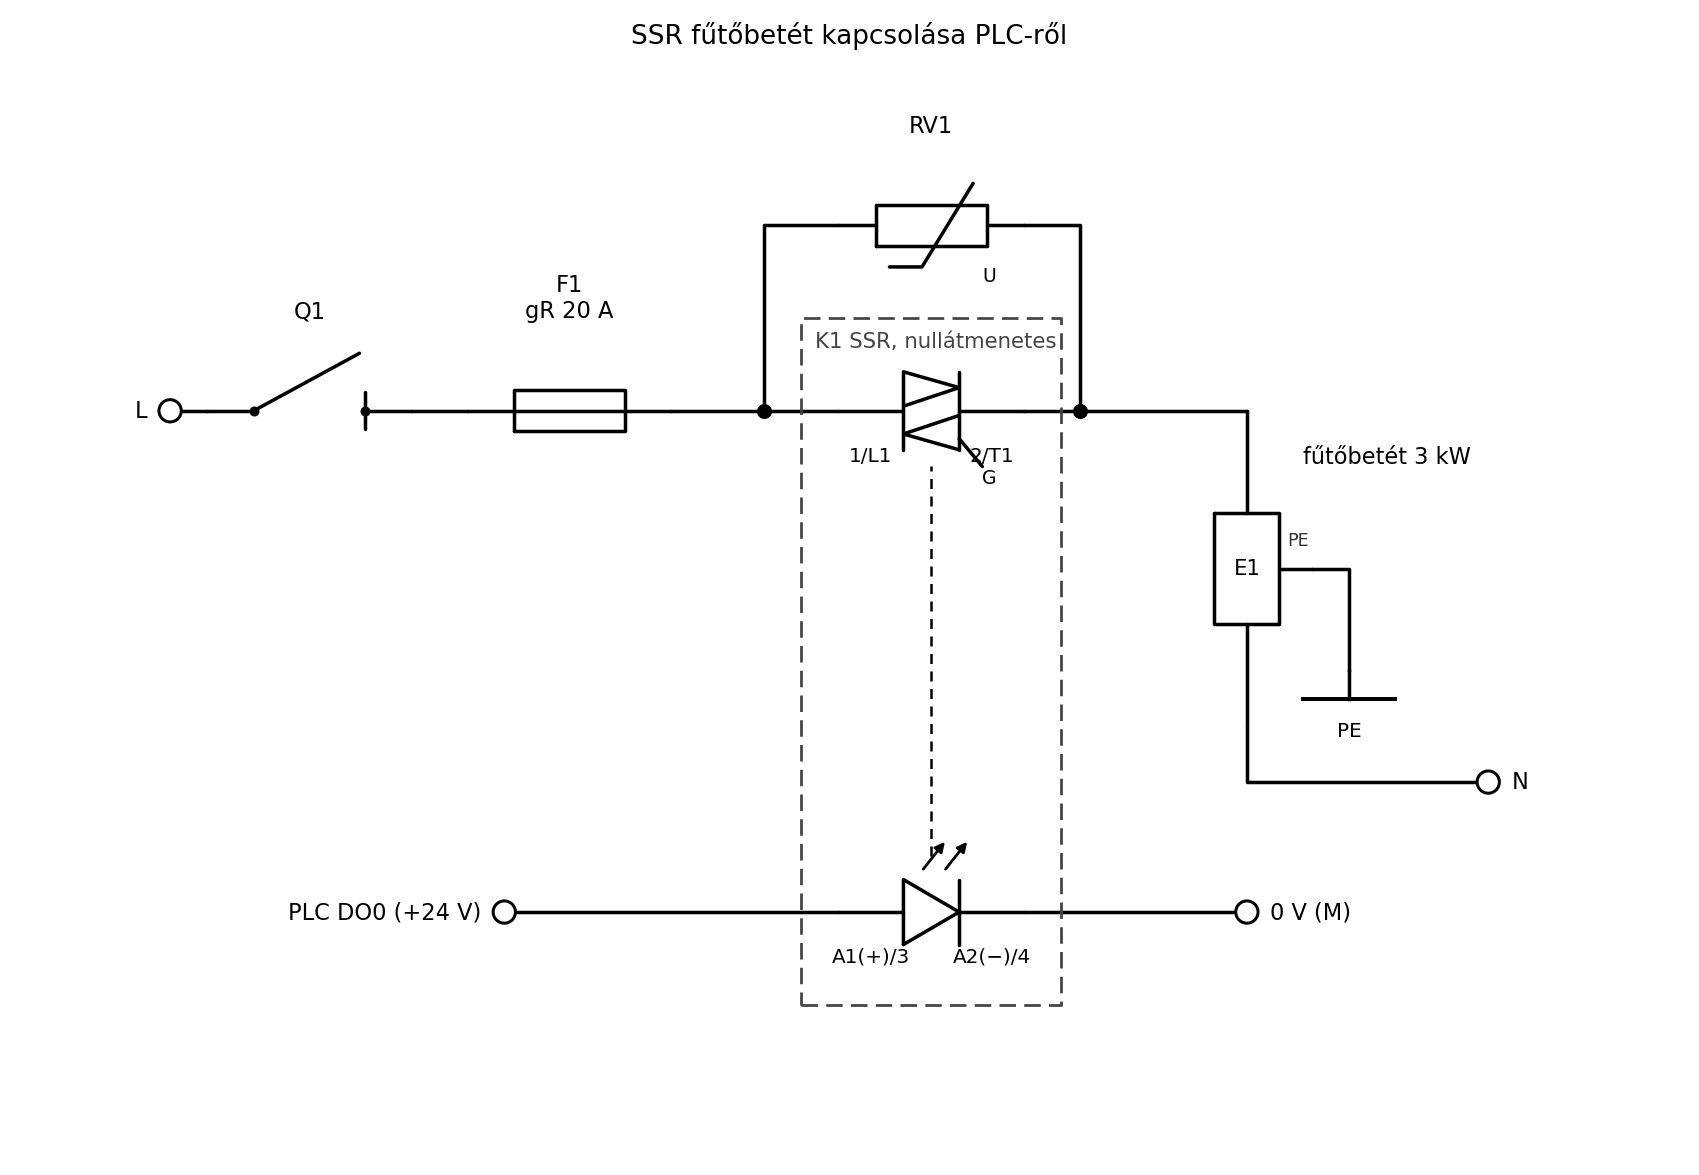 SSR fűtőbetét kapcsolása PLC-ről
RV1
U
F1
gR 20 A
Q1
K1 SSR, nullátmenetes
L
1/L1
2/T1
G
fűtőbetét 3 kW
PE
E1
PE
N
PLC DO0 (+24 V)
0 V (M)
A1(+)/3
A2(−)/4